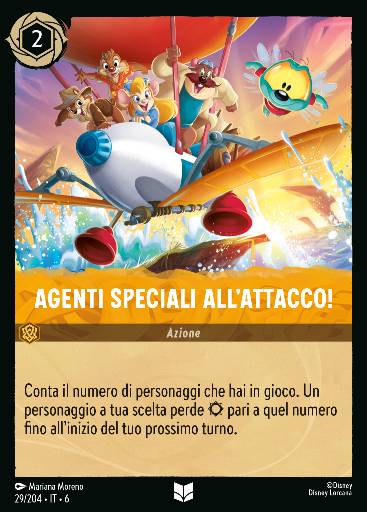 2
AGENTI SPECIALI ALL'ATTACCO!
Azione
Conta il numero di personaggi che hai in gioco. Un
personaggio a tua scelta perde pari a quel numero
fino all'inizio del tuo prossimo turno.
Mariana Moreno
©Disney
29/204 • IT • 6
Disney Lorcana